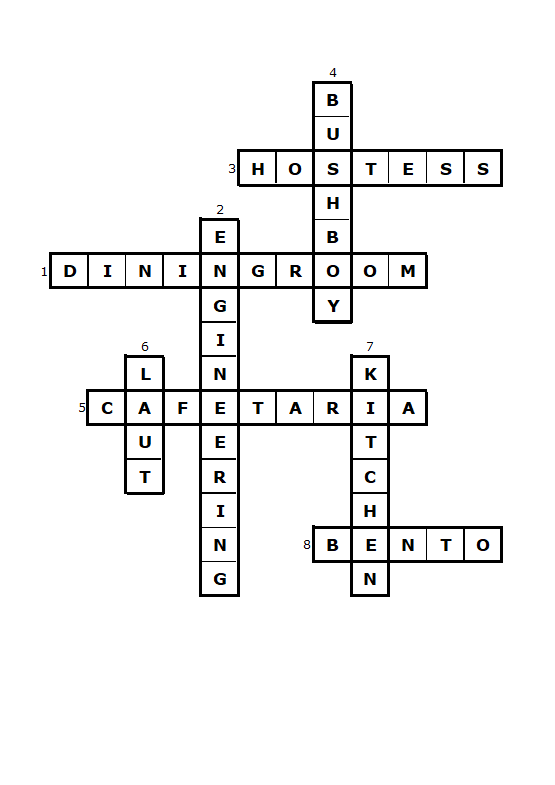 4
B
U
3 H O S T E S S
H
2
E B
1 D I N I N G R O O M
G Y
I
6 7
L N K
5 C A F E T A R I A
U E T
T R C
I H
N 8 B E N T O
G N